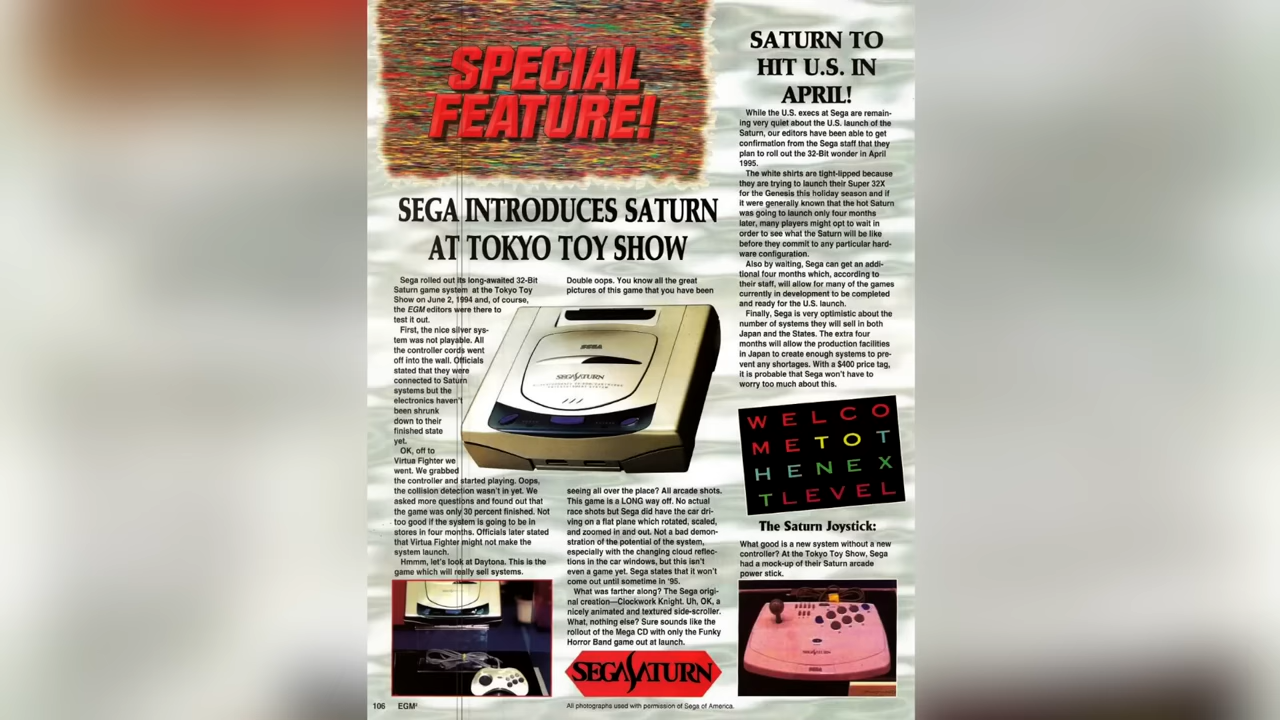 SPECIAL
FEATURE!
SEGA INTRODUCES SATURN
AT TOKYO TOY SHOW
Sega rolled out its long-awaited 32-Bit
Saturn game system at the Tokyo Toy
Show on June 2, 1994 and, of course,
the EGM editors were there to
test it out.
First, the nice silver sys-
tem was not playable. All
the controller cords went
off into the wall. Officials
stated that they were
connected to Saturn
systems but the
electronics haven't
been shrunk
down to their
finished state
yet.
OK, off to
Virtua Fighter we
went. We grabbed
the controller and started playing. Oops,
the collision detection wasn't in yet. We
asked more questions and found out that
the game was only 30 percent finished. Not
too good if the system is going to be in
stores in four months. Officials later stated
that Virtua Fighter might not make the
system launch.
Hmmm, let's look at Daytona. This is the
game which will really sell systems.
Double oops. You know all the great
pictures of this game that you have been
SEGA
SEGA SATURN
seeing all over the place? All arcade shots.
This game is a LONG way off. No actual
race shots but Sega did have the car dri-
ving on a flat plane which rotated, scaled,
and zoomed in and out. Not a bad demon-
stration of the potential of the system,
especially with the changing cloud reflec-
tions in the car windows, but this isn't
even a game yet. Sega states that it won't
come out until sometime in '95.
What was farther along? The Sega origi-
nal creation—Clockwork Knight. Uh, OK, a
nicely animated and textured side-scroller.
What, nothing else? Sure sounds like the
rollout of the Mega CD with only the Funky
Horror Band game out at launch.
SEGA SATURN
SATURN TO
HIT U.S. IN
APRIL!
While the U.S. execs at Sega are remain-
ing very quiet about the U.S. launch of the
Saturn, our editors have been able to get
confirmation from the Sega staff that they
plan to roll out the 32-Bit wonder in April
1995.
The white shirts are tight-lipped because
they are trying to launch their Super 32X
for the Genesis this holiday season and if
it were generally known that the hot Saturn
was going to launch only four months
later, many players might opt to wait in
order to see what the Saturn will be like
before they commit to any particular hard-
ware configuration.
Also by waiting, Sega can get an addi-
tional four months which, according to
their staff, will allow for many of the games
currently in development to be completed
and ready for the U.S. launch.
Finally, Sega is very optimistic about the
number of systems they will sell in both
Japan and the States. The extra four
months will allow the production facilities
in Japan to create enough systems to pre-
vent any shortages. With a $400 price tag,
it is probable that Sega won't have to
worry too much about this.
WELCO
METOT
HENEX
TLEVEL
The Saturn Joystick:
What good is a new system without a new
controller? At the Tokyo Toy Show, Sega
had a mock-up of their Saturn arcade
power stick.
SEGA
106 EGM²
All photographs used with permission of Sega of America.